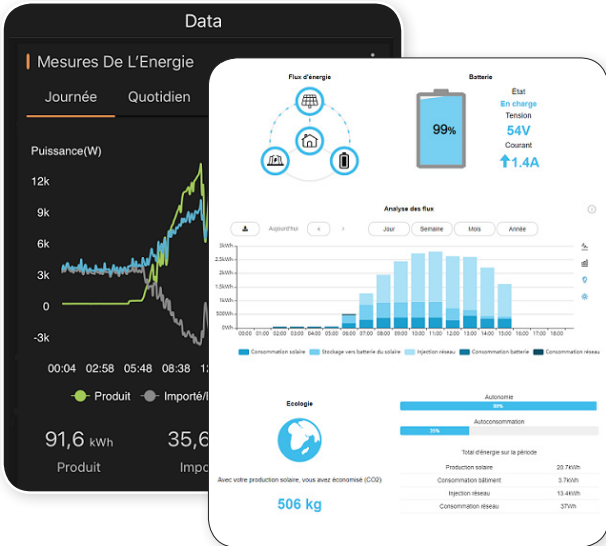 Data
Mesures De L'Energie
Journée Quotidien
Puissance(W)
12k
9k
6k
3k
0
-3k
00:04 02:58 05:48 08:38
Produit Importé/
91,6 kWh 35,6
Produit Impo
Flux d'énergie
Batterie
99%
Etat
En charge
Tension
54V
Courant
1.4A
Analyse des flux
Aujourd'hui < > Jour Semaine Mois Année
3kWh
2.5kWh
2kWh
1.5kWh
1kWh
500Wh
0Wh
00:00 01:00 02:00 03:00 04:00 05:00 06:00 07:00 08:00 09:00 10:00 11:00 12:00 13:00 14:00 15:00 16:00 17:00 18:00
Consommation solaire Stockage vers batterie du solaire Injection réseau Consommation batterie Consommation réseau
Ecologie
Avec votre production solaire, vous avez économisé (CO2)
506 kg
Autonomie
Autoconsommation
35%
Total d'énergie sur la période
Production solaire 20.7kWh
Consommation bâtiment 3.7kWh
Injection réseau 13.4kWh
Consommation réseau 37Wh